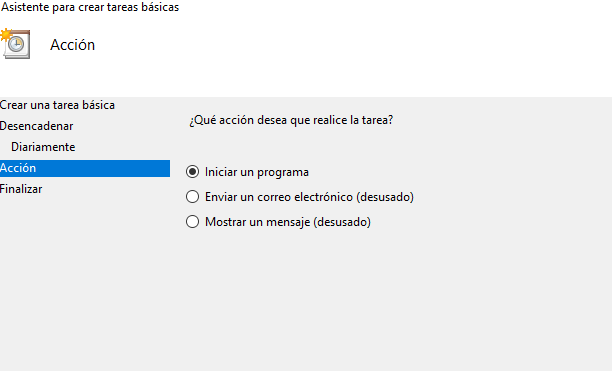 Asistente para crear tareas básicas
Acción
Crear una tarea básica
Desencadenar
Diariamente
Acción
Finalizar
¿Qué acción desea que realice la tarea?
Iniciar un programa
Enviar un correo electrónico (desusado)
Mostrar un mensaje (desusado)